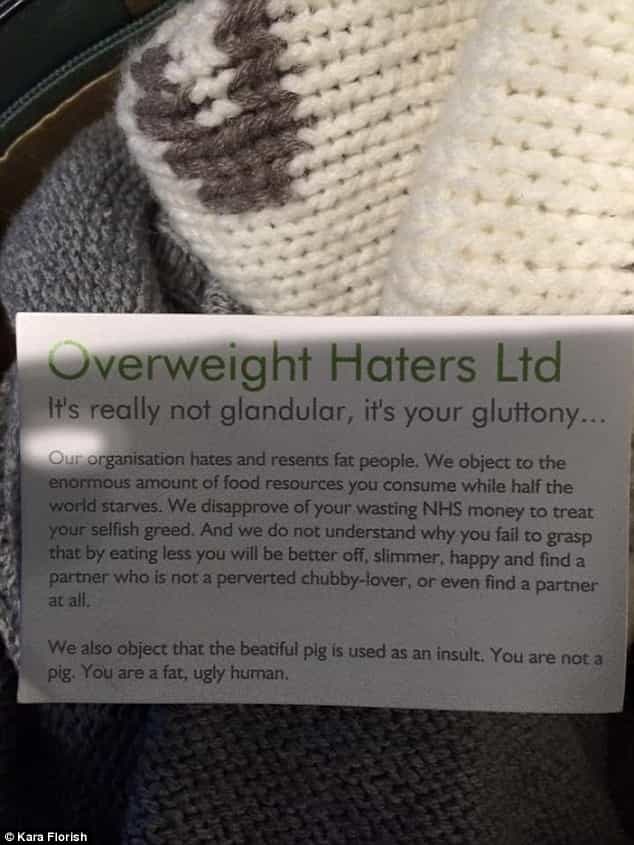 Overweight Haters Ltd
It's really not glandular, it's your gluttony...
Our organisation hates and resents fat people. We object to the
enormous amount of food resources you consume while half the
world starves. We disapprove of your wasting NHS money to treat
your selfish greed. And we do not understand why you fail to grasp
that by eating less you will be better off, slimmer, happy and find a
partner who is not a perverted chubby-lover, or even find a partner
at all.
We also object that the beatiful pig is used as an insult. You are not a
pig. You are a fat, ugly human.
© Kara Florish